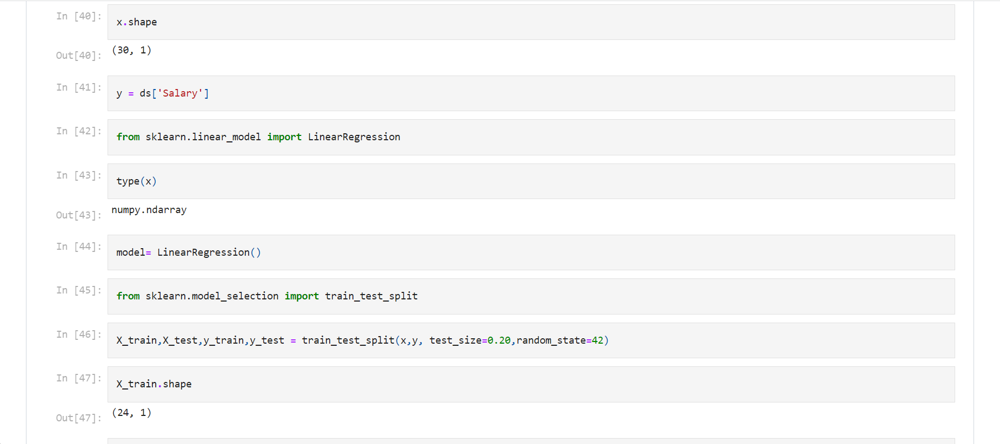 In [40]:
x.shape
Out[40]:
(30, 1)
In [41]:
y = ds['Salary']
In [42]:
from sklearn.linear_model import LinearRegression
In [43]:
type(x)
Out[43]:
numpy.ndarray
In [44]:
model= LinearRegression()
In [45]:
from sklearn.model_selection import train_test_split
In [46]:
X_train,X_test,y_train,y_test = train_test_split(x,y, test_size=0.20,random_state=42)
In [47]:
X_train.shape
Out[47]:
(24, 1)